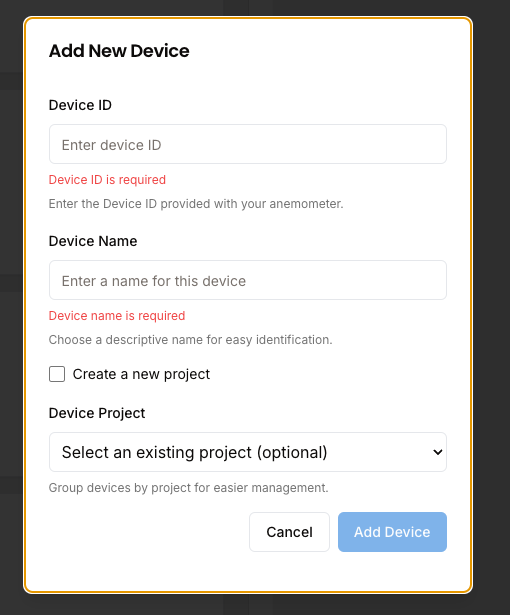 Add New Device
Device ID
Enter device ID
Device ID is required
Enter the Device ID provided with your anemometer.
Device Name
Enter a name for this device
Device name is required
Choose a descriptive name for easy identification.
Create a new project
Device Project
Select an existing project (optional)
Group devices by project for easier management.
Cancel Add Device